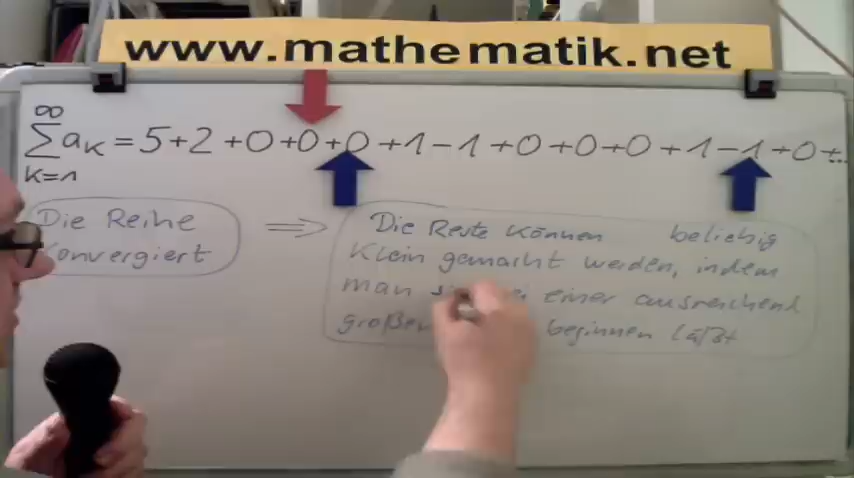 www.mathematik.net
∞
∑ aₖ = 5+2+0+0+0+1-1+0+0+0+1-1+0+...
K=1
Die Reihe
konvergiert
⇒
Die Reste können beliebig
klein gemacht werden, indem
man einer ausreichend
großen beginnen läßt